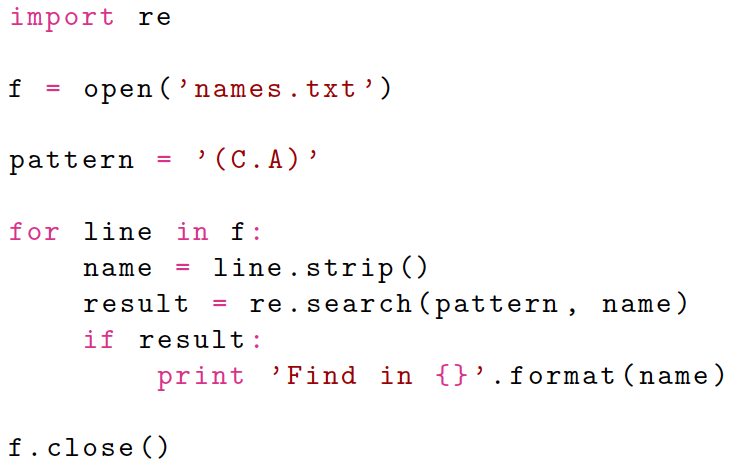 import re
f = open('names.txt')
pattern = '(C.A)'
for line in f:
    name = line.strip()
    result = re.search(pattern, name)
    if result:
        print 'Find in {}'.format(name)
f.close()